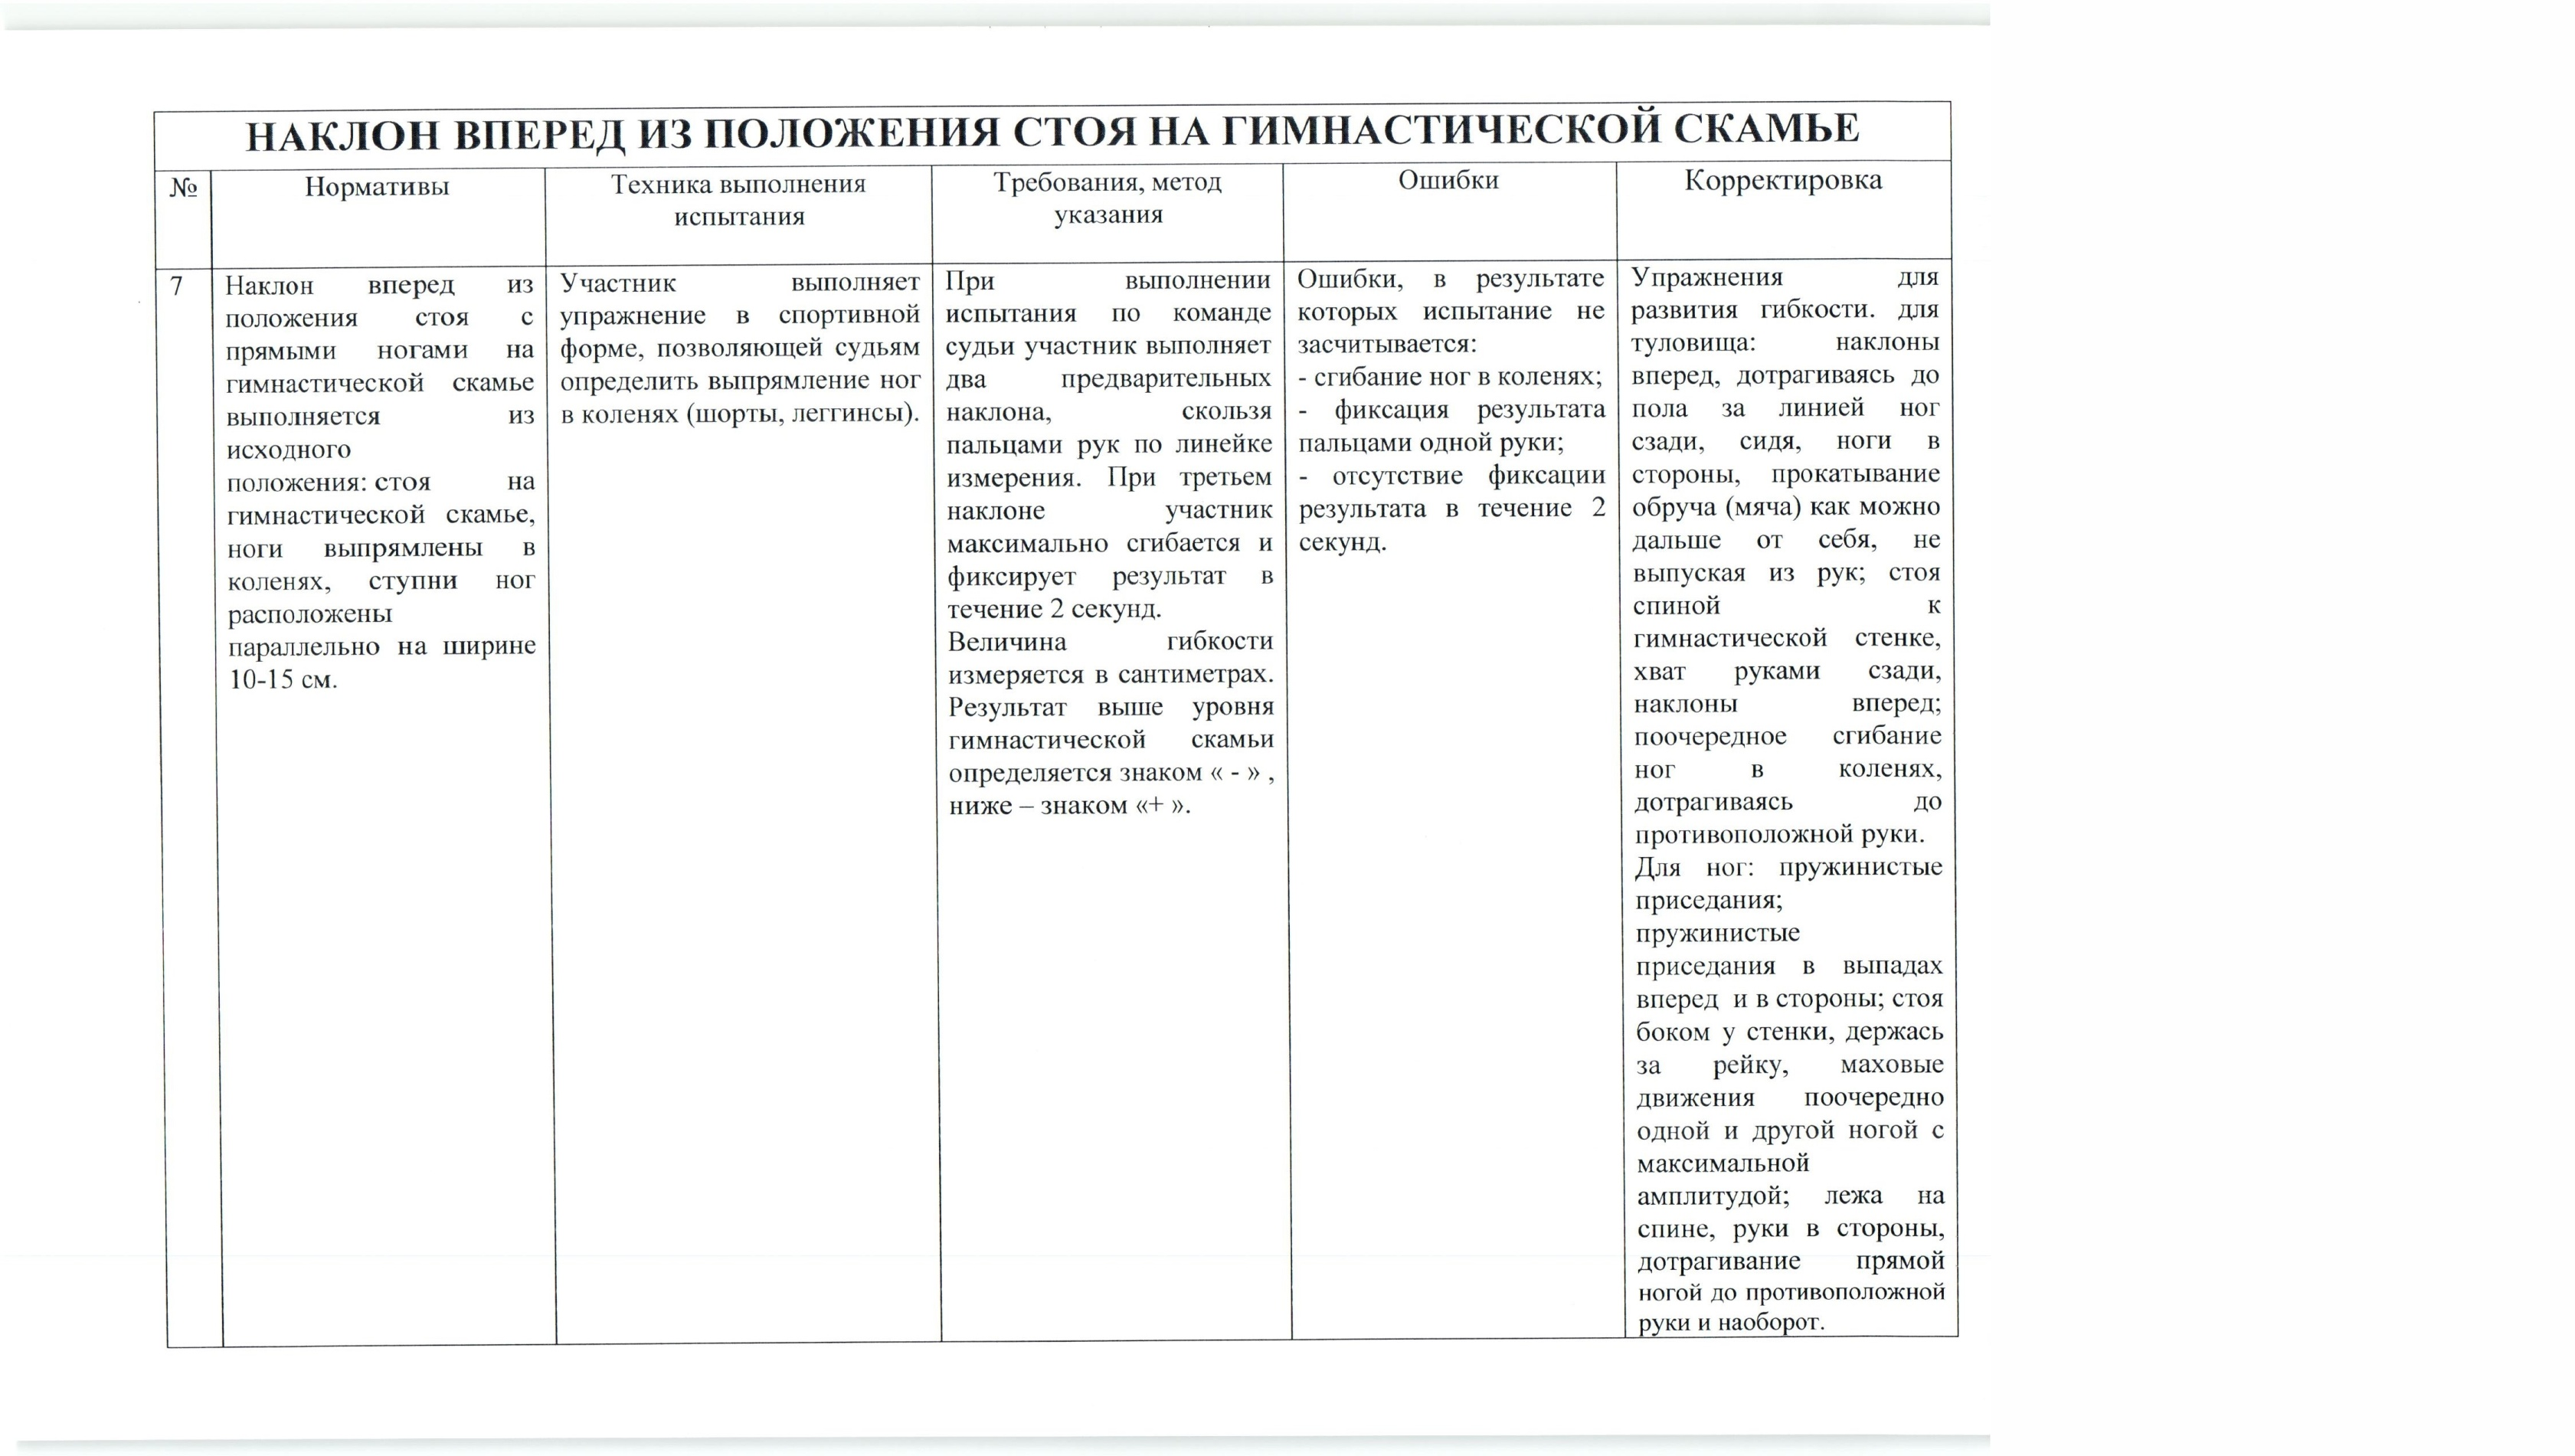 НАКЛОН ВПЕРЕД ИЗ ПОЛОЖЕНИЯ СТОЯ НА ГИМНАСТИЧЕСКОЙ СКАМЬЕ
№
Нормативы
Техника выполнения
испытания
Требования, метод
указания
Ошибки
Корректировка
7
Наклон вперед из
положения стоя с
прямыми ногами на
гимнастической скамье
выполняется из
исходного
положения: стоя на
гимнастической скамье,
ноги выпрямлены в
коленях, ступни ног
расположены
параллельно на ширине
10-15 см.
Участник выполняет
упражнение в спортивной
форме, позволяющей судьям
определить выпрямление ног
в коленях (шорты, леггинсы).
При выполнении
испытания по команде
судьи участник выполняет
два предварительных
наклона, скользя
пальцами рук по линейке
измерения. При третьем
наклоне участник
максимально сгибается и
фиксирует результат в
течение 2 секунд.
Величина гибкости
измеряется в сантиметрах.
Результат выше уровня
гимнастической скамьи
определяется знаком « - » ,
ниже – знаком «+ ».
Ошибки, в результате
которых испытание не
засчитывается:
- сгибание ног в коленях;
- фиксация результата
пальцами одной руки;
- отсутствие фиксации
результата в течение 2
секунд.
Упражнения для
развития гибкости. для
туловища: наклоны
вперед, дотрагиваясь до
пола за линией ног
сзади, сидя, ноги в
стороны, прокатывание
обруча (мяча) как можно
дальше от себя, не
выпуская из рук; стоя
спиной к
гимнастической стенке,
хват руками сзади,
наклоны вперед;
поочередное сгибание
ног в коленях,
дотрагиваясь до
противоположной руки.
Для ног: пружинистые
приседания;
пружинистые
приседания в выпадах
вперед и в стороны; стоя
боком у стенки, держась
за рейку, маховые
движения поочередно
одной и другой ногой с
максимальной
амплитудой; лежа на
спине, руки в стороны,
дотрагивание прямой
ногой до противоположной
руки и наоборот.